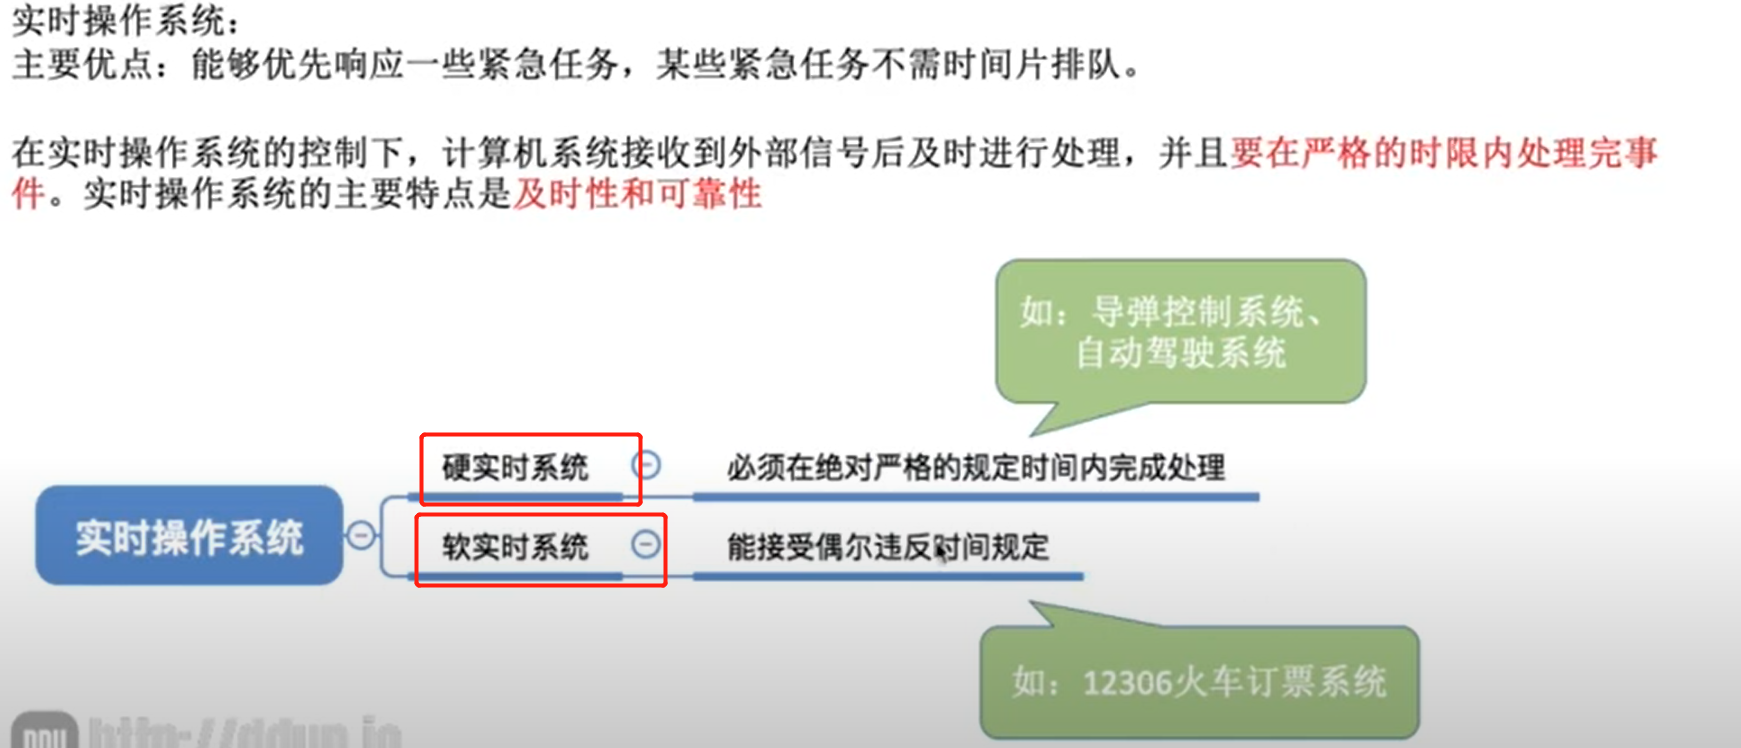 实时操作系统：
主要优点：能够优先响应一些紧急任务，某些紧急任务不需时间片排队。
在实时操作系统的控制下，计算机系统接收到外部信号后及时进行处理，并且要在严格的时限内处理完事
件。实时操作系统的主要特点是及时性和可靠性
如：导弹控制系统、
自动驾驶系统
硬实时系统
必须在绝对严格的规定时间内完成处理
实时操作系统
软实时系统
能接受偶尔违反时间规定
如：12306火车订票系统